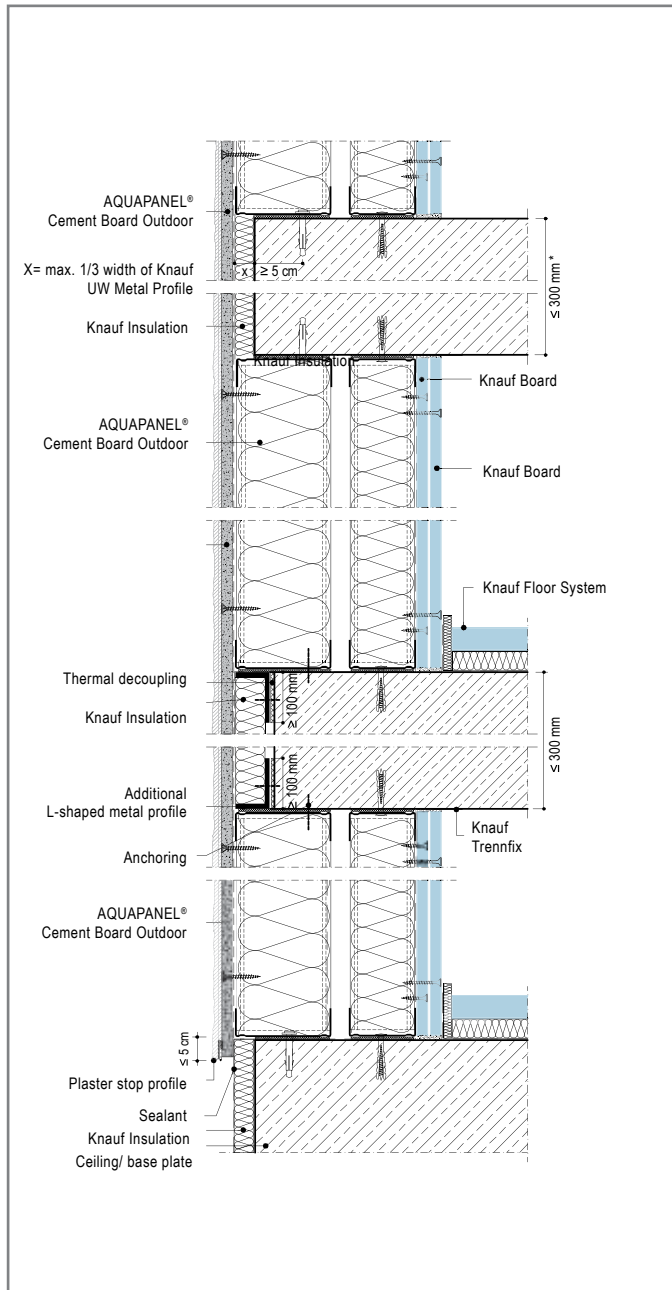 AQUAPANEL®
Cement Board Outdoor
X= max. 1/3 width of Knauf
UW Metal Profile
x
≥ 5 cm
≤ 300 mm*
Knauf Insulation
Knauf Insulation
Knauf Board
AQUAPANEL®
Cement Board Outdoor
Knauf Board
Knauf Floor System
Thermal decoupling
Knauf Insulation
≥ 100 mm
≤ 300 mm
≥ 100 mm
Additional
L-shaped metal profile
Knauf
Trennfix
Anchoring
AQUAPANEL®
Cement Board Outdoor
≤ 5 cm
Plaster stop profile
Sealant
Knauf Insulation
Ceiling/ base plate